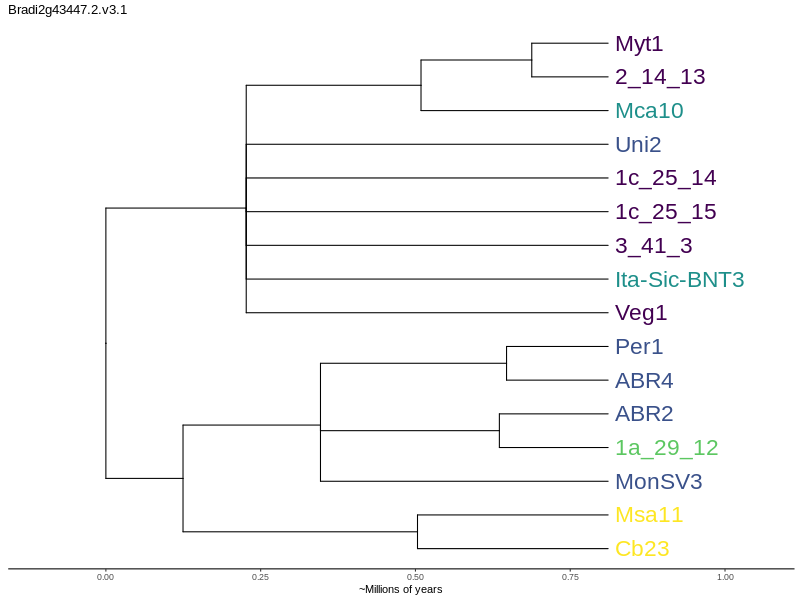 Bradi2g43447.2.v3.1
Myt1
2_14_13
Mca10
Uni2
1c_25_14
1c_25_15
3_41_3
Ita-Sic-BNT3
Veg1
Per1
ABR4
ABR2
1a_29_12
MonSV3
Msa11
Cb23
0.00 0.25 0.50 0.75 1.00
~Millions of years